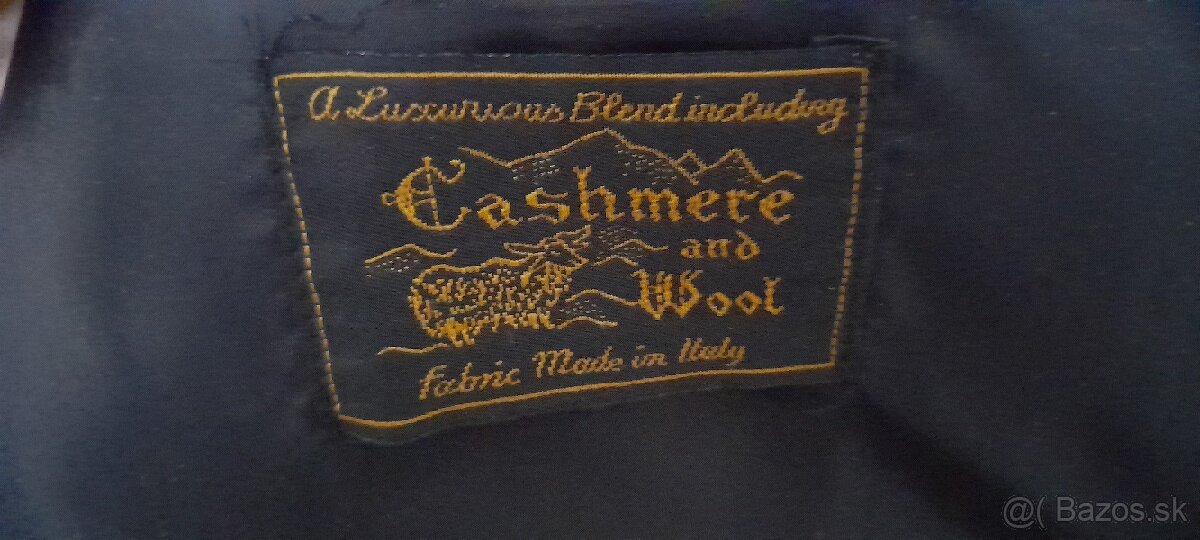 A Luxurious Blend including
Cashmere
and
Wool
Fabric Made in Italy
@( Bazos.sk